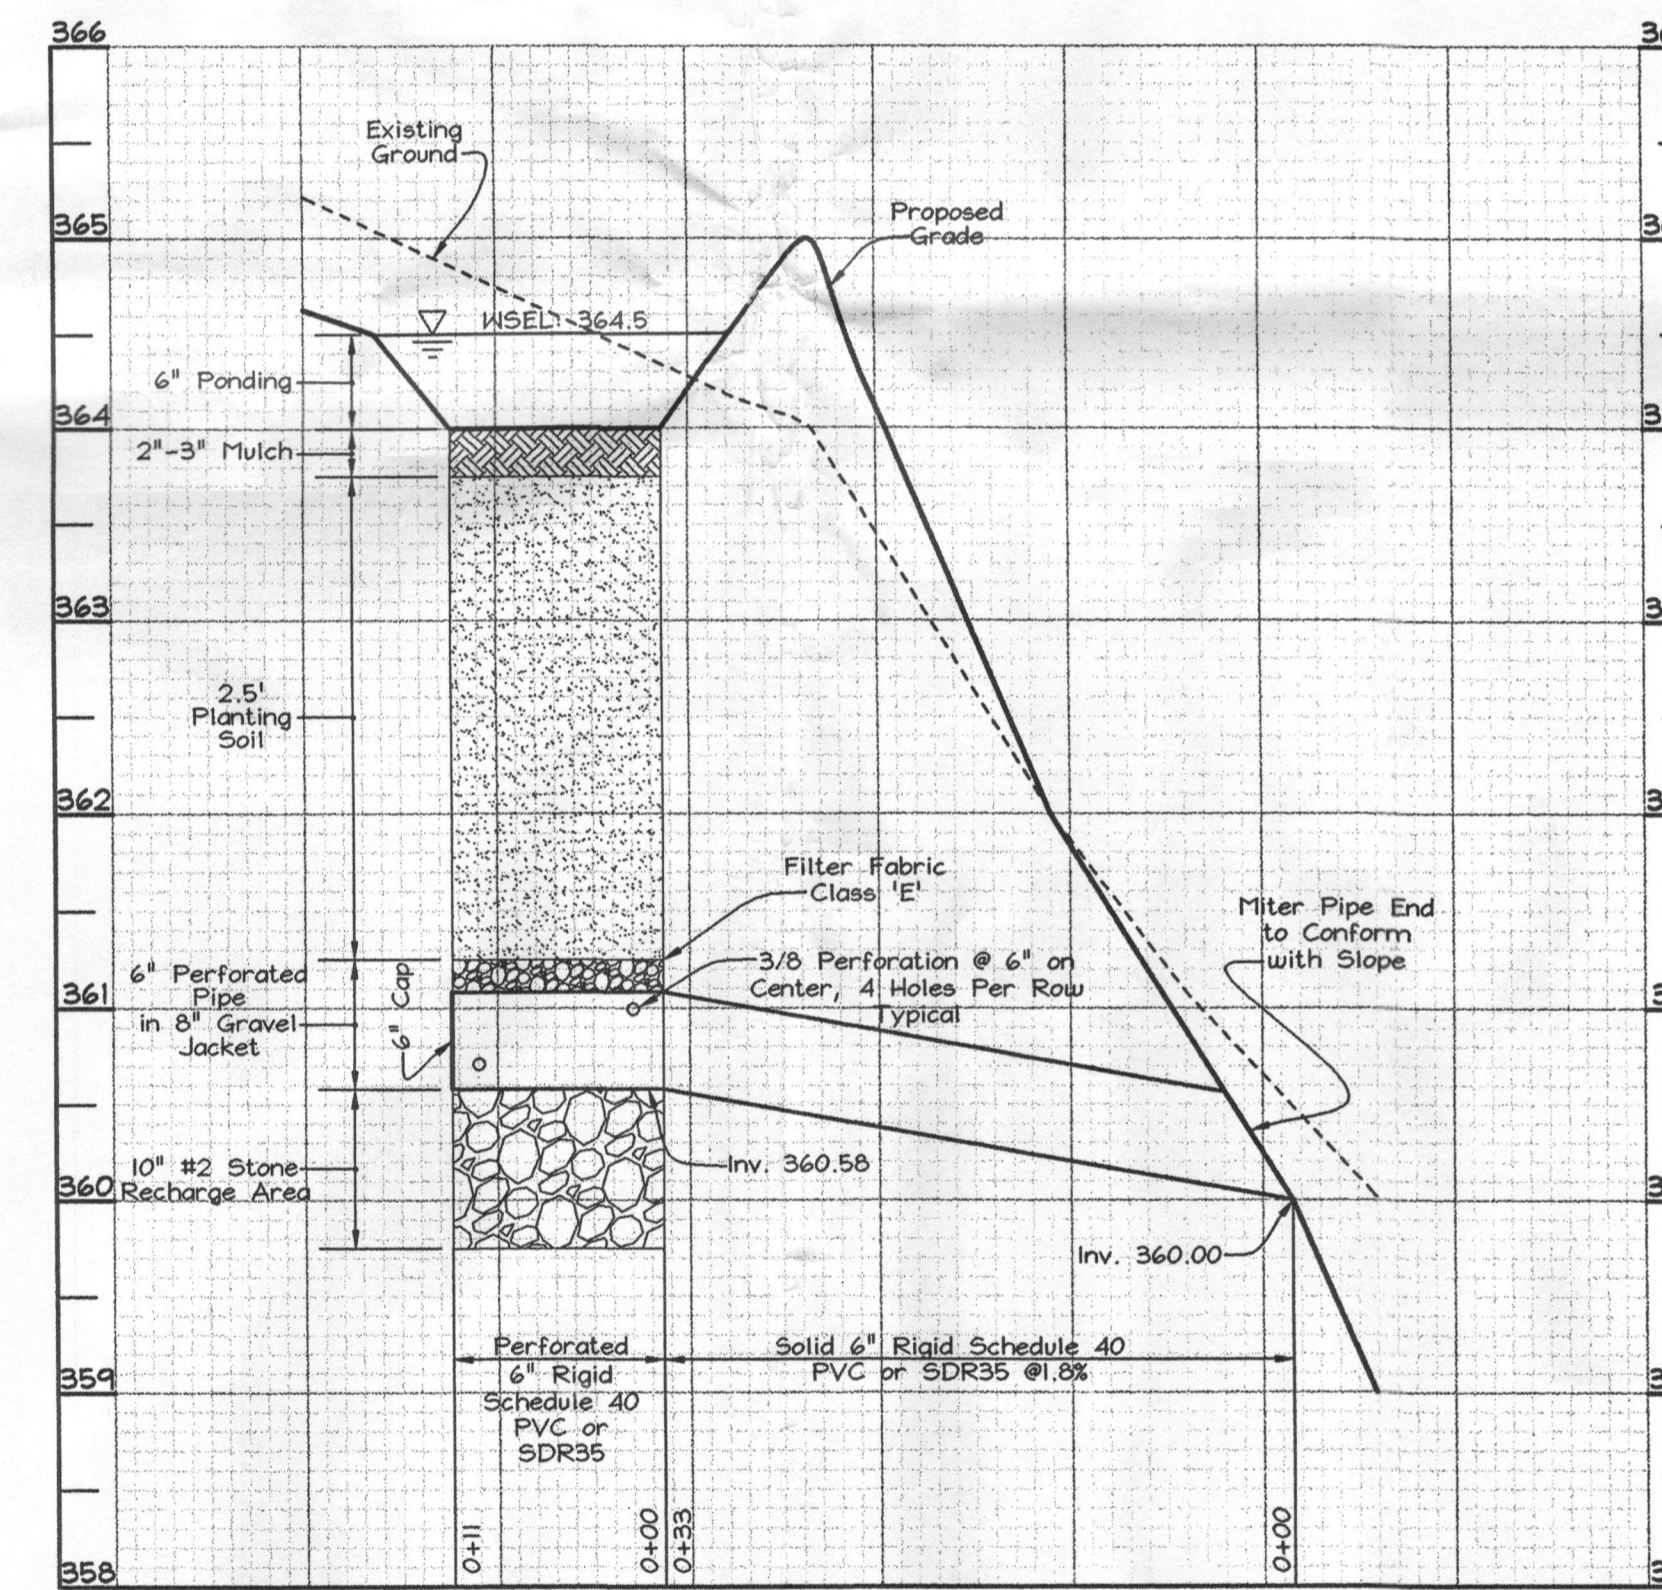 366
Existing
Ground
365
Proposed
Grade
WSEL: 364.5
6" Ponding
364
2"-3" Mulch
363
2.5'
Planting
Soil
362
Filter Fabric
Class 'E'
Miter Pipe End
to Conform
with Slope
6" Perforated
Pipe
in 8" Gravel
Jacket
6" Cap
3/8 Perforation @ 6" on
Center, 4 Holes Per Row
Typical
361
10" #2 Stone
Recharge Area
360
Inv. 360.58
Inv. 360.00
Perforated
6" Rigid
Schedule 40
PVC or
SDR35
Solid 6" Rigid Schedule 40
PVC or SDR35 @1.8%
359
0+11
0+00
0+33
0+00
358